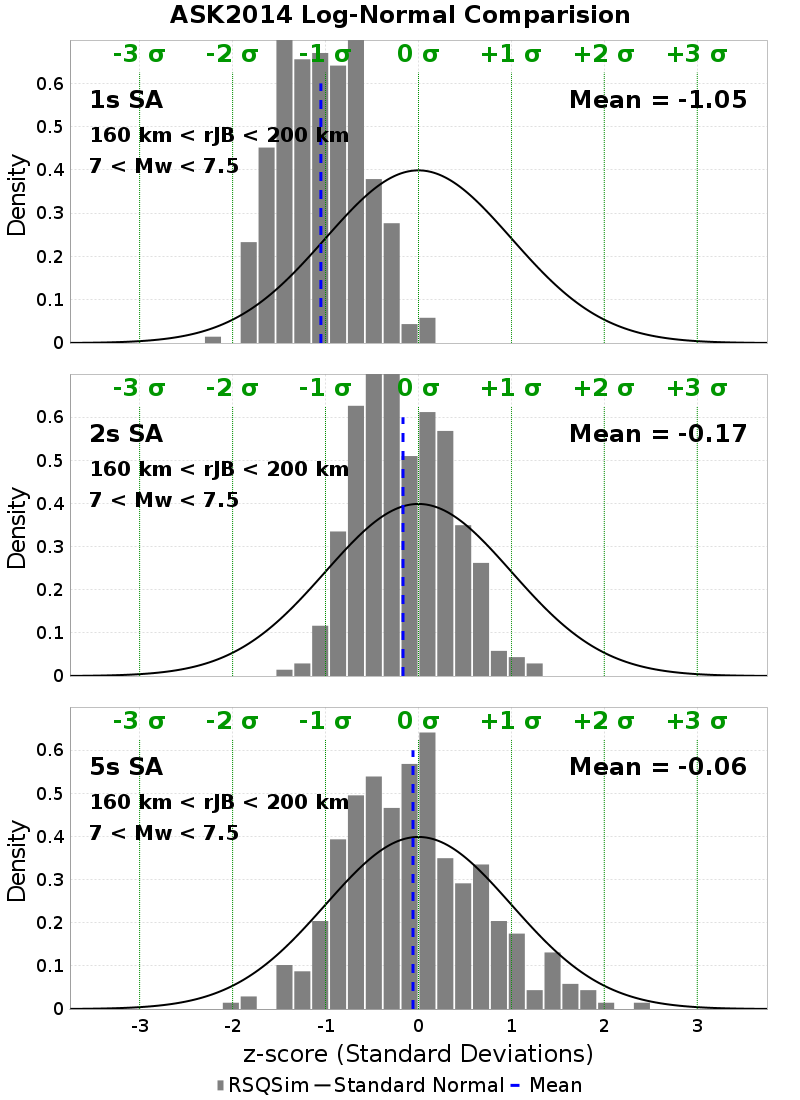 ASK2014 Log-Normal Comparision
-3 σ -2 σ -1 σ 0 σ +1 σ +2 σ +3 σ
1s SA Mean = -1.05
160 km < rJB < 200 km
7 < Mw < 7.5
Density
0.6
0.5
0.4
0.3
0.2
0.1
0
-3 σ -2 σ -1 σ 0 σ +1 σ +2 σ +3 σ
2s SA Mean = -0.17
160 km < rJB < 200 km
7 < Mw < 7.5
Density
0.6
0.5
0.4
0.3
0.2
0.1
0
-3 σ -2 σ -1 σ 0 σ +1 σ +2 σ +3 σ
5s SA Mean = -0.06
160 km < rJB < 200 km
7 < Mw < 7.5
Density
0.6
0.5
0.4
0.3
0.2
0.1
0
-3 -2 -1 0 1 2 3
z-score (Standard Deviations)
RSQSim Standard Normal Mean